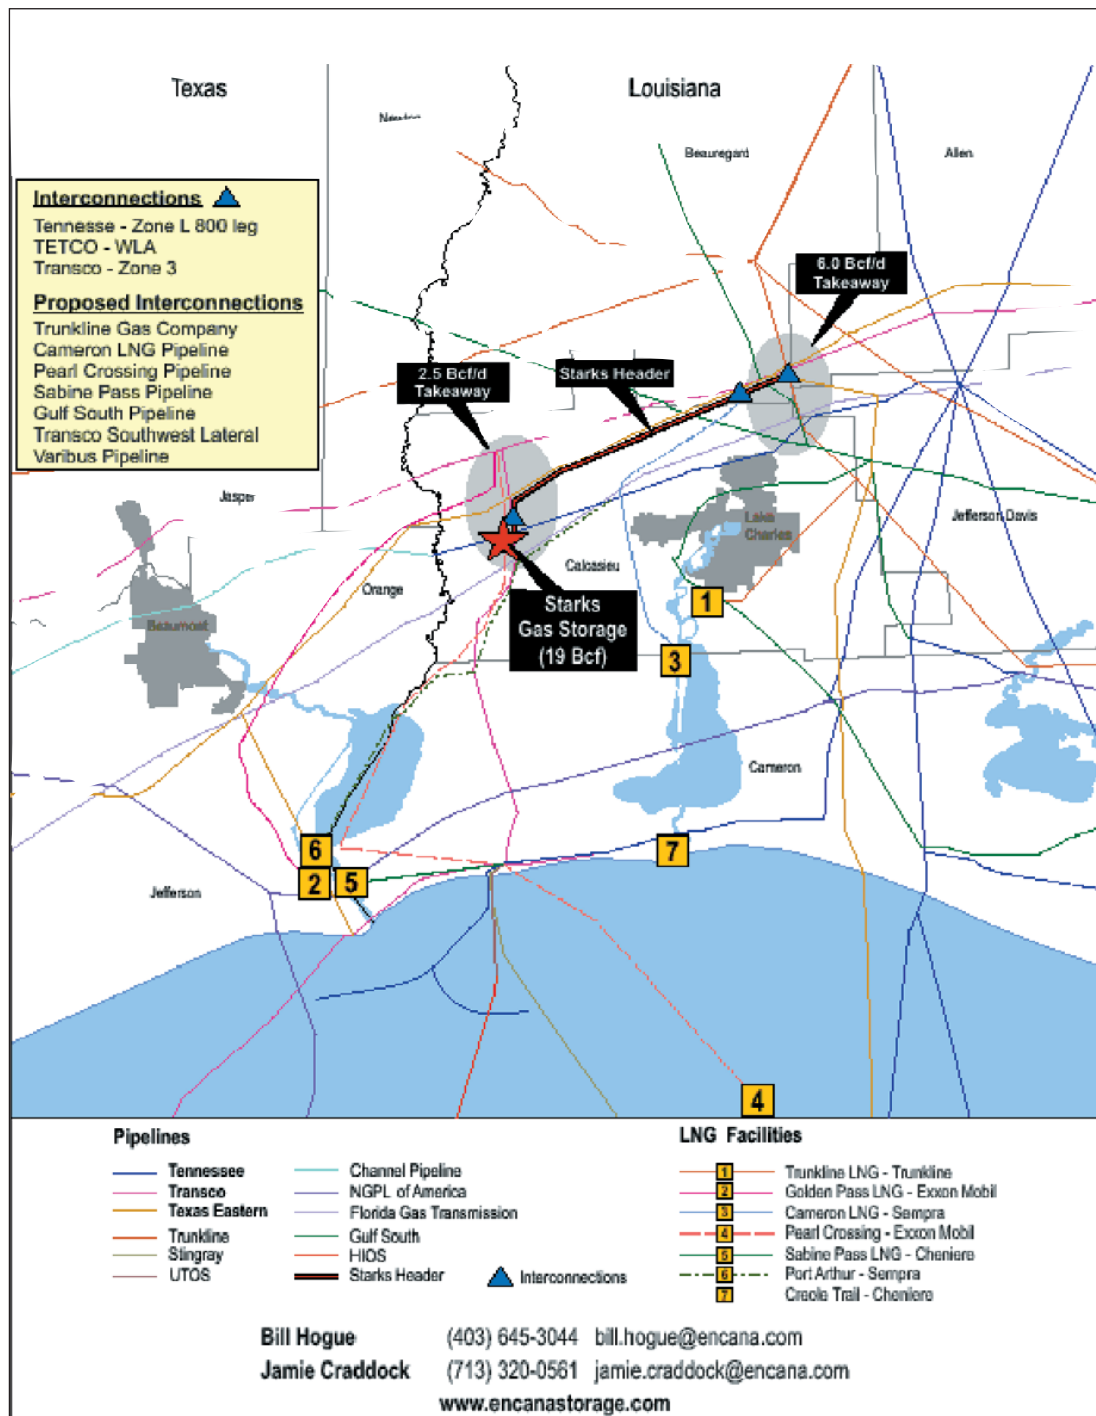 Texas
Louisiana
Newton
Beauregard
Allen
Interconnections
Tennesse - Zone L 800 leg
TETCO - WLA
Transco - Zone 3
Proposed Interconnections
Trunkline Gas Company
Cameron LNG Pipeline
Pearl Crossing Pipeline
Sabine Pass Pipeline
Gulf South Pipeline
Transco Southwest Lateral
Varibus Pipeline
6.0 Bcf/d
Takeaway
2.5 Bcf/d
Takeaway
Starks Header
Jasper
Lake
Charles
Jefferson Davis
Calcasieu
Orange
Beaumont
Starks
Gas Storage
(19 Bcf)
1
3
Cameron
6
7
2
5
Jefferson
4
Pipelines
Tennessee
Transco
Texas Eastern
Trunkline
Stingray
UTOS
Channel Pipeline
NGPL of America
Florida Gas Transmission
Gulf South
HIOS
Starks Header
Interconnections
LNG Facilities
1 Trunkline LNG - Trunkline
2 Golden Pass LNG - Exxon Mobil
3 Cameron LNG - Sempra
4 Pearl Crossing - Exxon Mobil
5 Sabine Pass LNG - Cheniere
6 Port Arthur - Sempra
7 Creole Trail - Cheniere
Bill Hogue (403) 645-3044 bill.hogue@encana.com
Jamie Craddock (713) 320-0561 jamie.craddock@encana.com
www.encanastorage.com